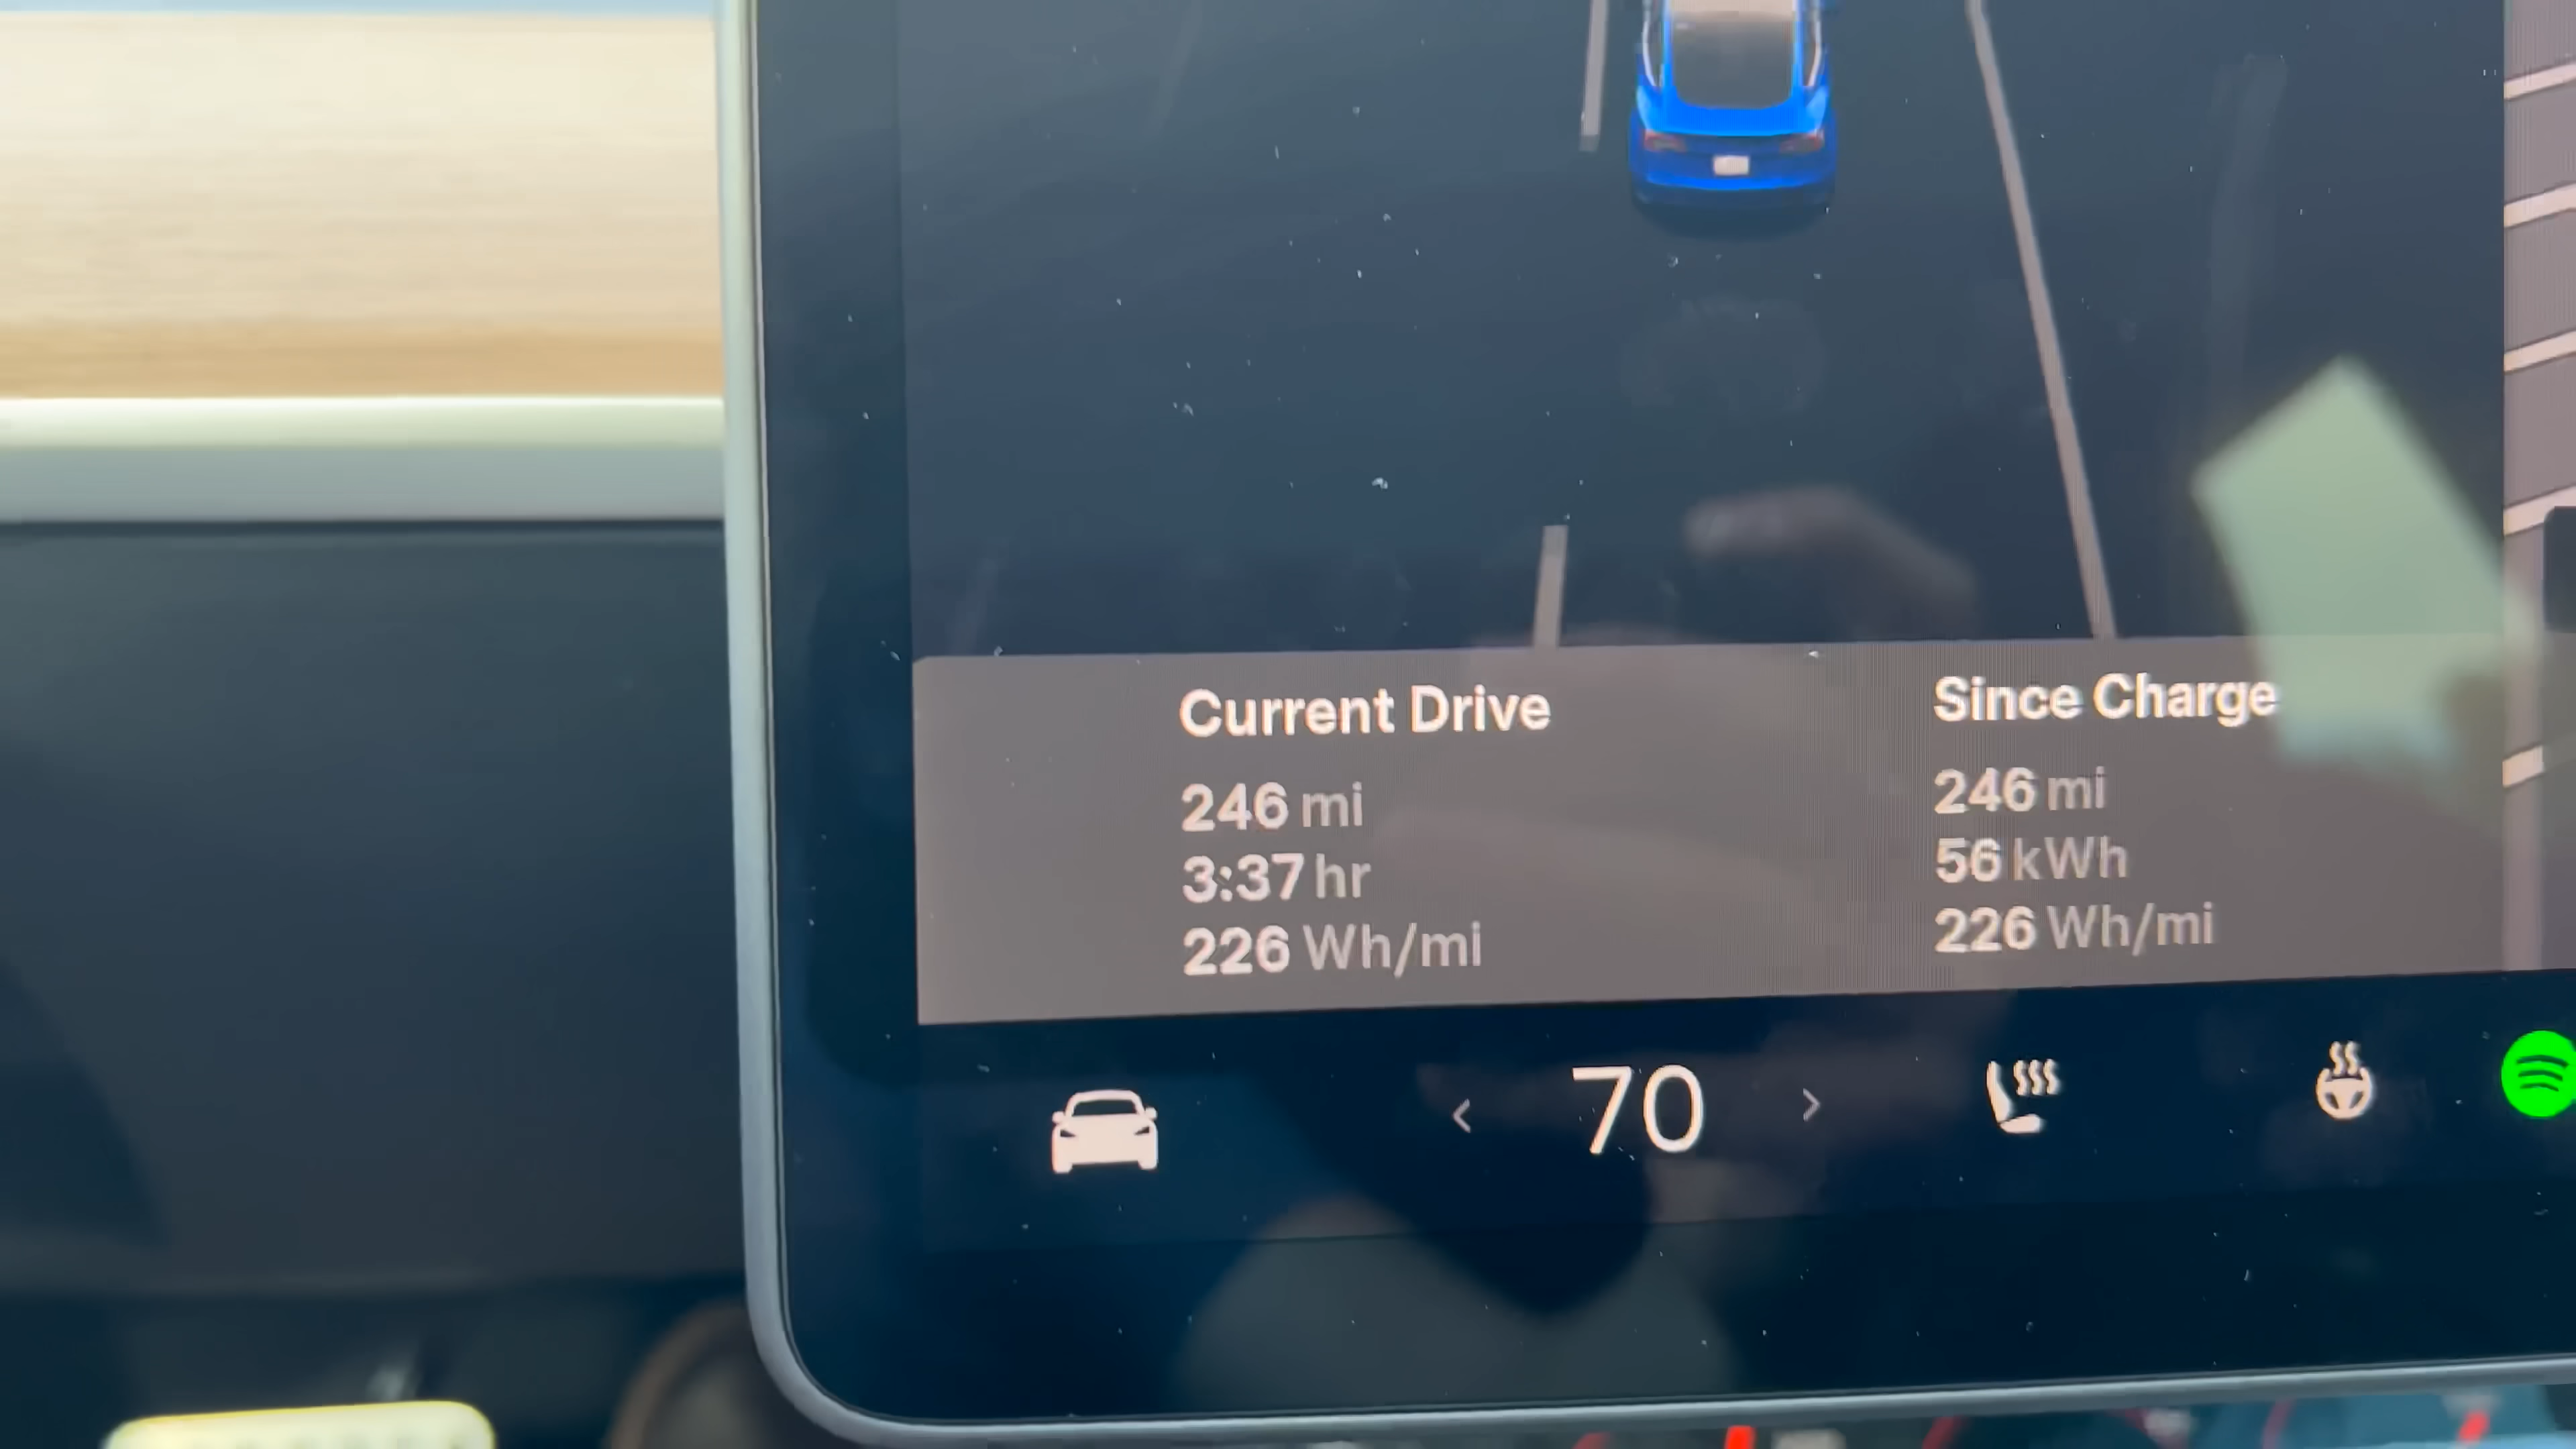 Current Drive
246 mi
3:37 hr
226 Wh/mi
Since Charge
246 mi
56 kWh
226 Wh/mi
70